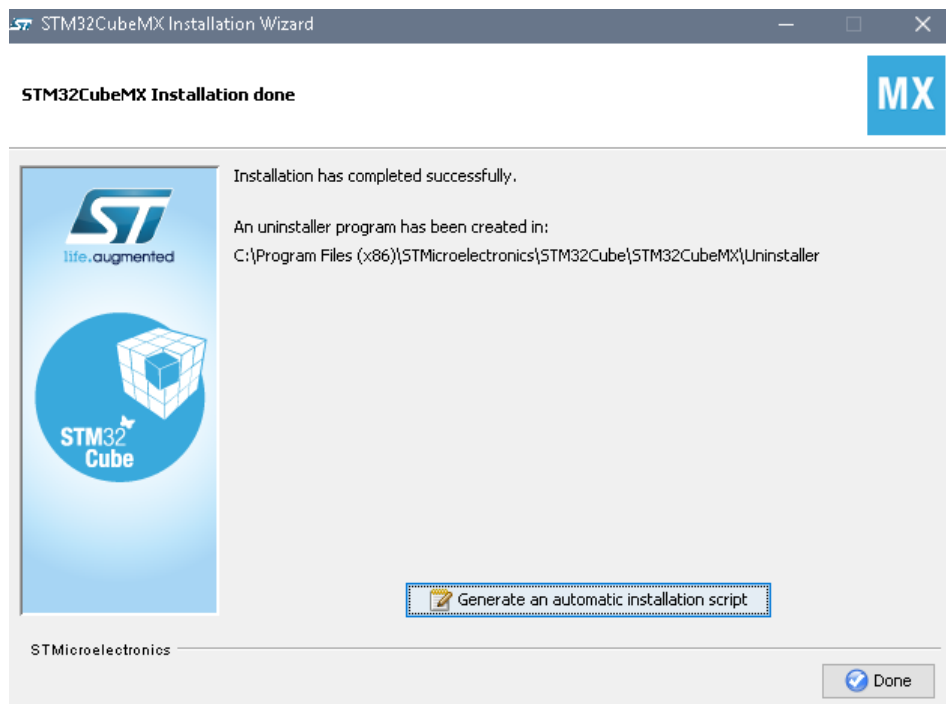 STM32CubeMX Installation Wizard
STM32CubeMX Installation done
MX
ST
life.augmented
STM32
Cube
Installation has completed successfully.
An uninstaller program has been created in:
C:\Program Files (x86)\STMicroelectronics\STM32Cube\STM32CubeMX\Uninstaller
Generate an automatic installation script
STMicroelectronics
Done